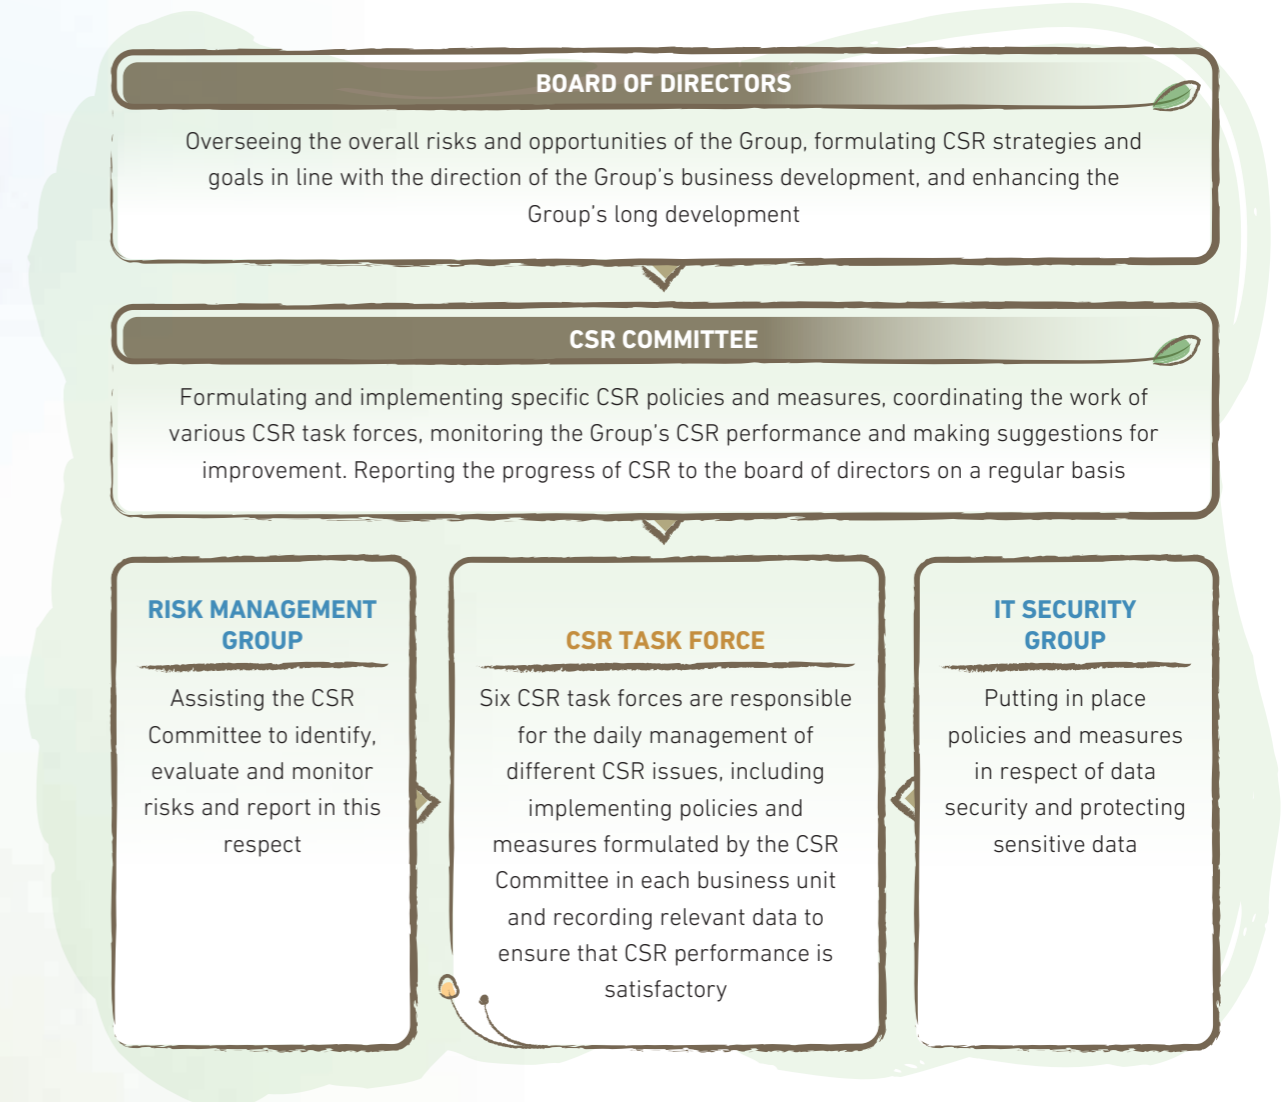 BOARD OF DIRECTORS
Overseeing the overall risks and opportunities of the Group, formulating CSR strategies and
goals in line with the direction of the Group's business development, and enhancing the
Group's long development
CSR COMMITTEE
Formulating and implementing specific CSR policies and measures, coordinating the work of
various CSR task forces, monitoring the Group's CSR performance and making suggestions for
improvement. Reporting the progress of CSR to the board of directors on a regular basis
RISK MANAGEMENT
GROUP
Assisting the CSR
Committee to identify,
evaluate and monitor
risks and report in this
respect
CSR TASK FORCE
Six CSR task forces are responsible
for the daily management of
different CSR issues, including
implementing policies and
measures formulated by the CSR
Committee in each business unit
and recording relevant data to
ensure that CSR performance is
satisfactory
IT SECURITY
GROUP
Putting in place
policies and measures
in respect of data
security and protecting
sensitive data